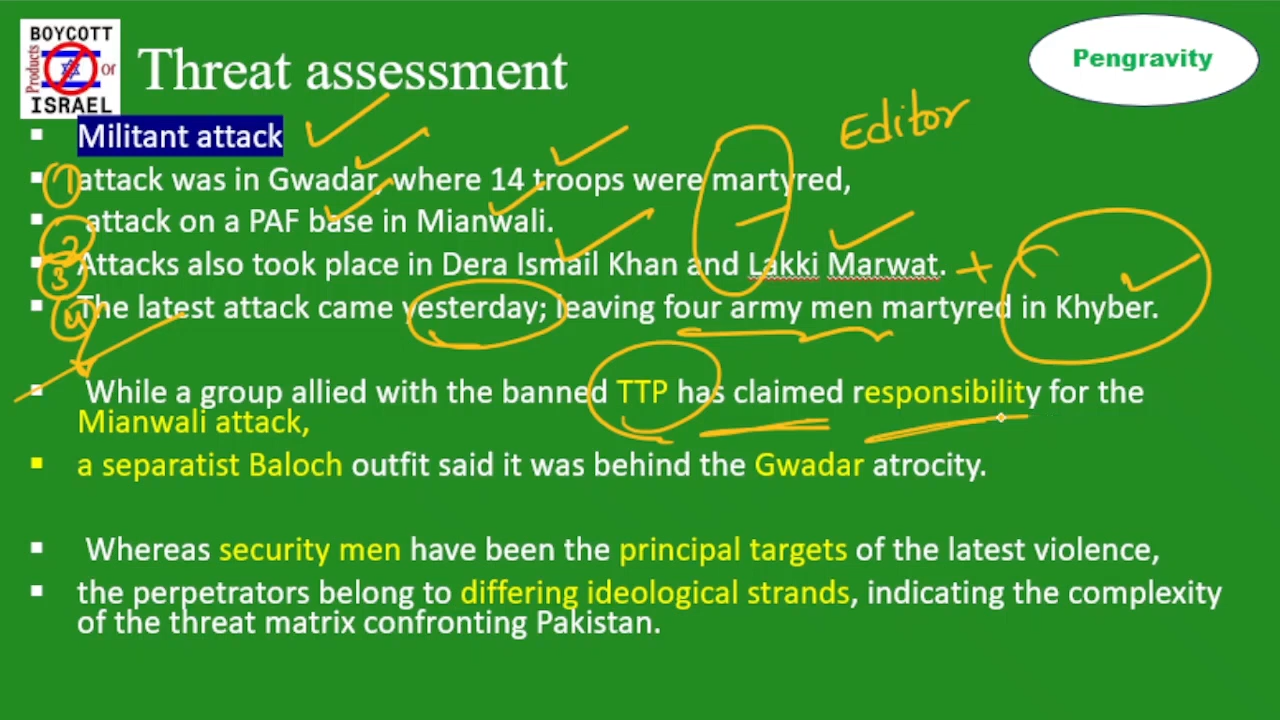 BOYCOTT
Products
or
ISRAEL
Threat assessment
Pengravity
Editor
Militant attack
1 attack was in Gwadar, where 14 troops were martyred,
2 attack on a PAF base in Mianwali.
3 Attacks also took place in Dera Ismail Khan and Lakki Marwat. +
4 The latest attack came yesterday; leaving four army men martyred in Khyber.
While a group allied with the banned TTP has claimed responsibility for the
Mianwali attack,
a separatist Baloch outfit said it was behind the Gwadar atrocity.
Whereas security men have been the principal targets of the latest violence,
the perpetrators belong to differing ideological strands, indicating the complexity
of the threat matrix confronting Pakistan.